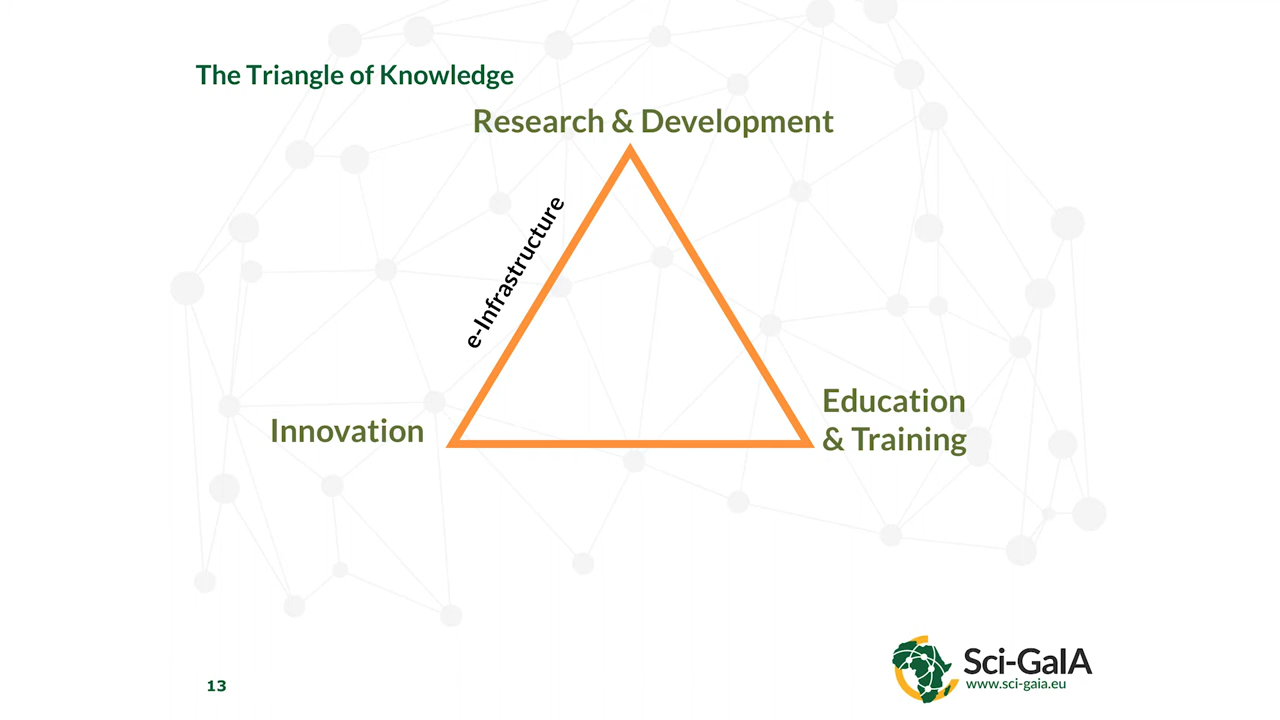 The Triangle of Knowledge
Research & Development
e-Infrastructure
Innovation
Education
& Training
13
Sci-GaIA
www.sci-gaia.eu